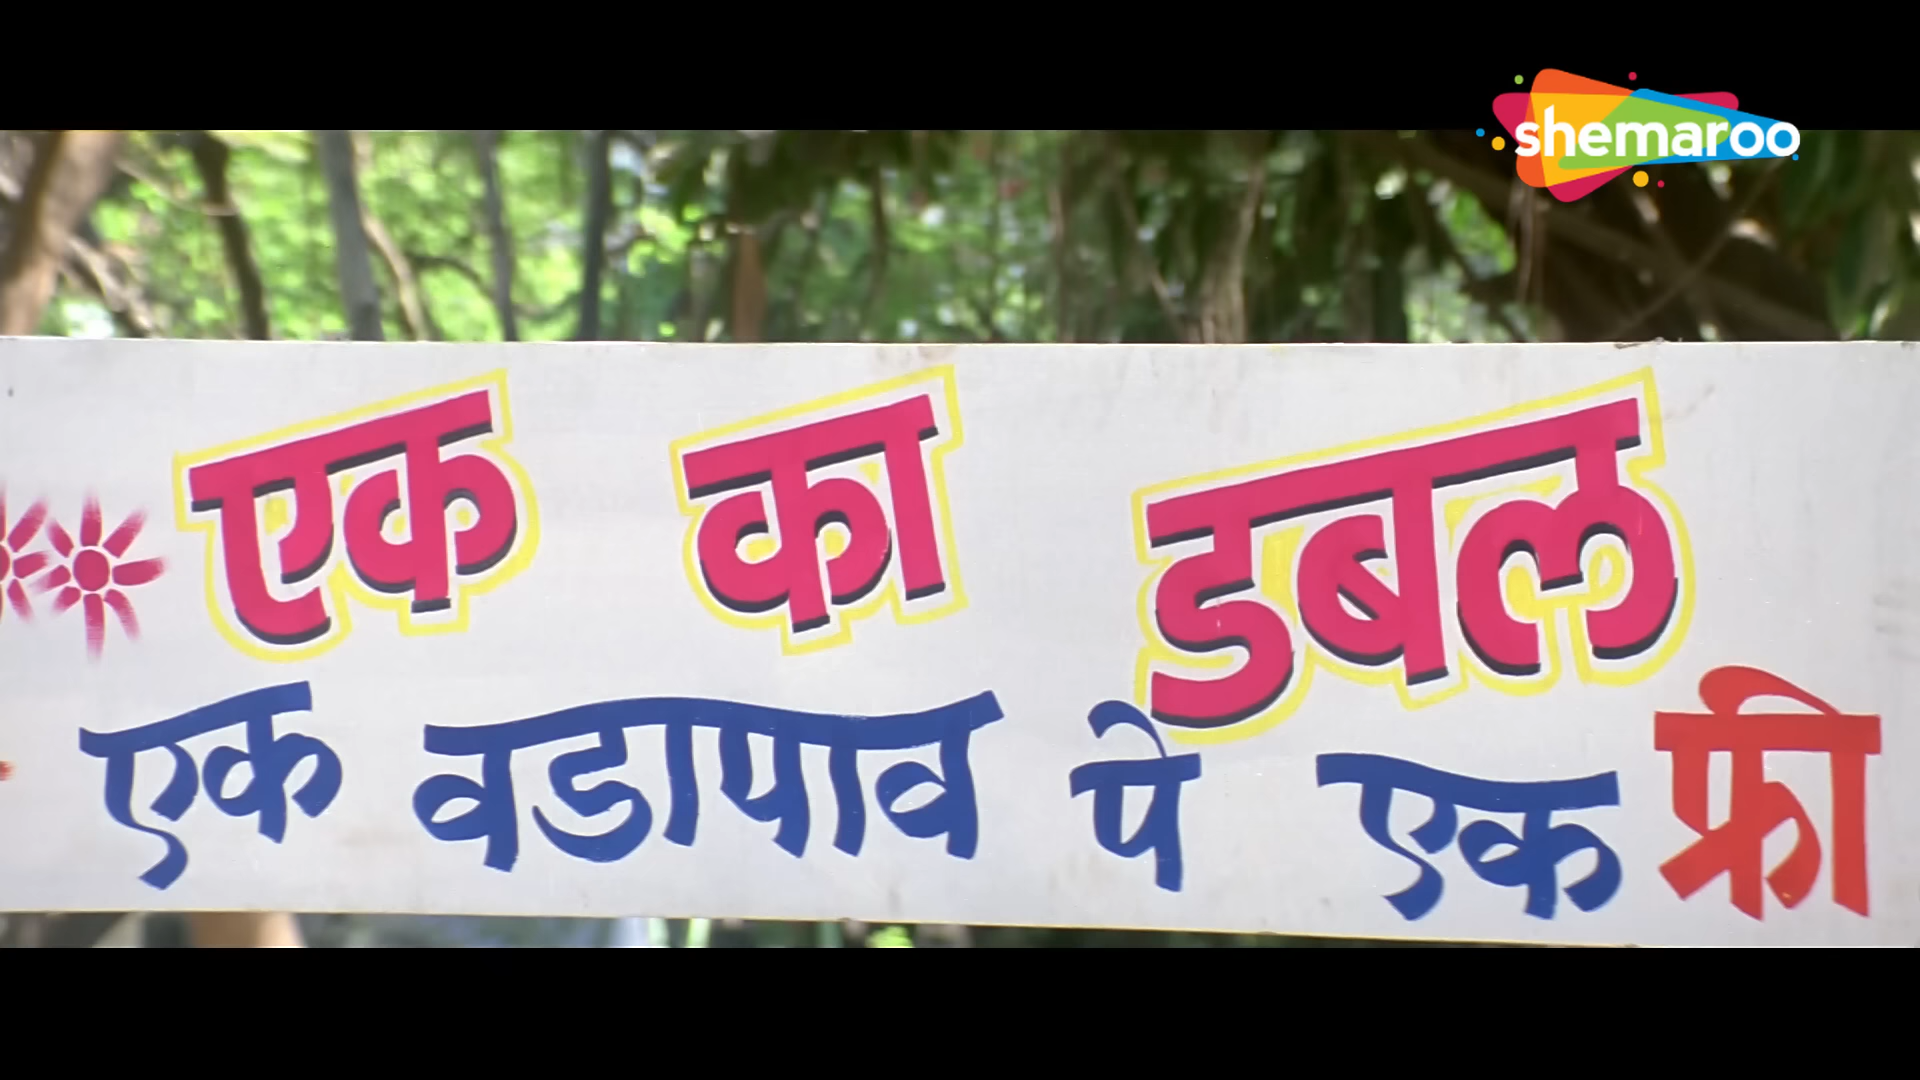 shemaroo
एक का डबल
एक वडापाव पे एक फ्री